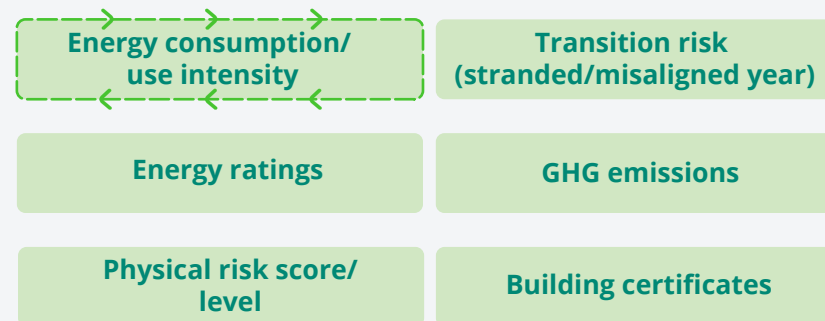 Energy consumption/
use intensity
Transition risk
(stranded/misaligned year)
Energy ratings
GHG emissions
Physical risk score/
level
Building certificates